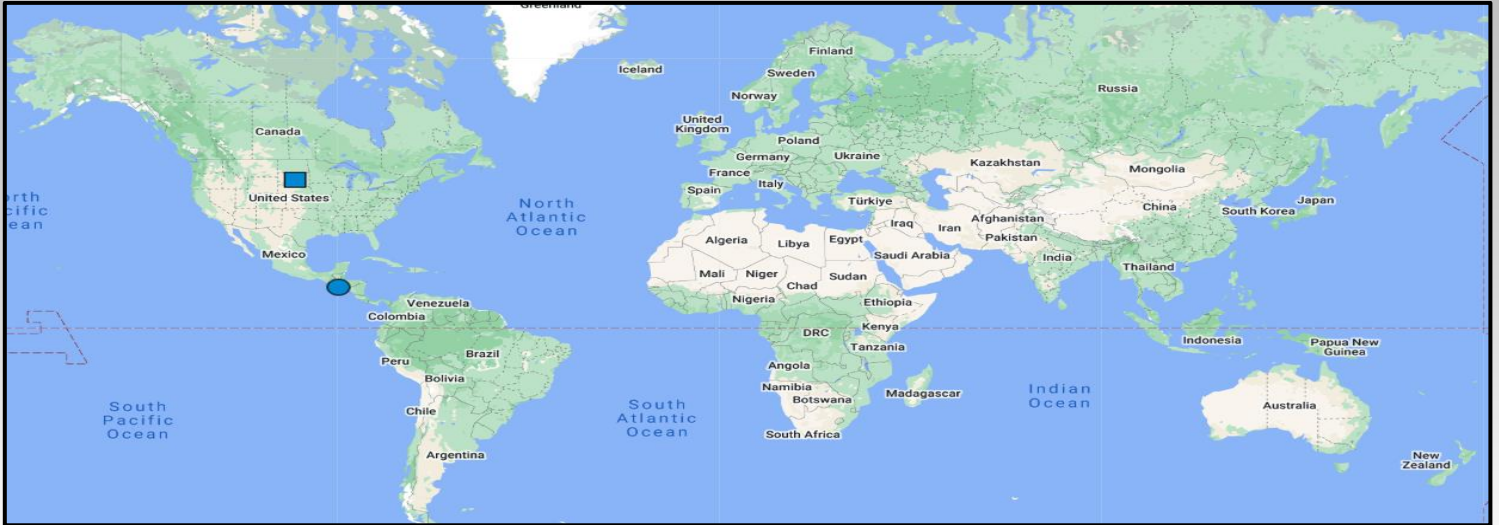 Greenland
Iceland
Finland
Sweden
Norway
Russia
United
Kingdom
Canada
Poland
Germany
Ukraine
France
Kazakhstan
Mongolia
Italy
Spain
United States
Türkiye
orth
cific
ean
North
Atlantic
Ocean
China
Japan
South Korea
Iraq
Iran
Afghanistan
Pakistan
Algeria
Libya
Egypt
Saudi Arabia
India
Mexico
Thailand
Mali
Niger
Sudan
Chad
Nigeria
Ethiopia
Venezuela
Colombia
DRC
Kenya
Tanzania
Indonesia
Papua New
Guinea
Peru
Brazil
Bolivia
Angola
Namibia
Botswana
Madagascar
Indian
Ocean
South
Pacific
Ocean
Chile
South
Atlantic
Ocean
Australia
South Africa
Argentina
New
Zealand